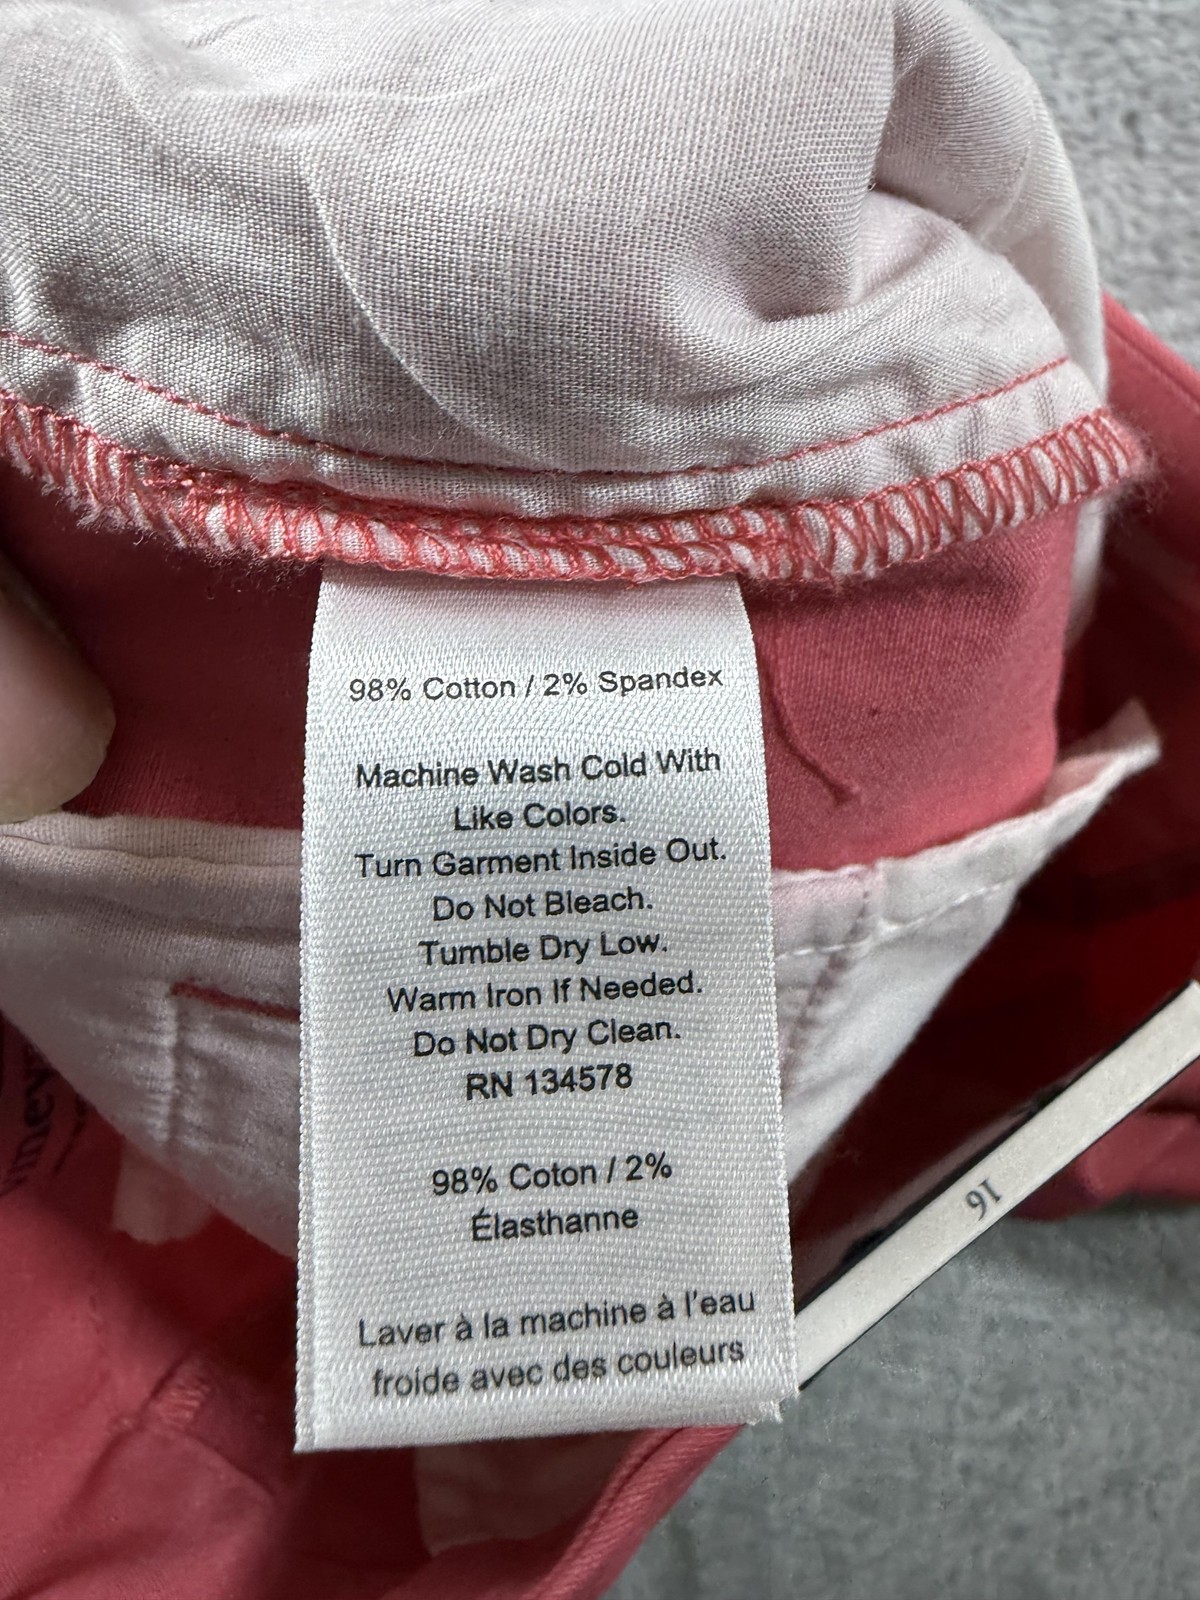 98% Cotton / 2% Spandex
Machine Wash Cold With
Like Colors.
Turn Garment Inside Out.
Do Not Bleach.
Tumble Dry Low.
Warm Iron If Needed.
Do Not Dry Clean.
RN 134578
98% Coton / 2%
Élasthanne
Laver à la machine à l'eau
froide avec des couleurs
16